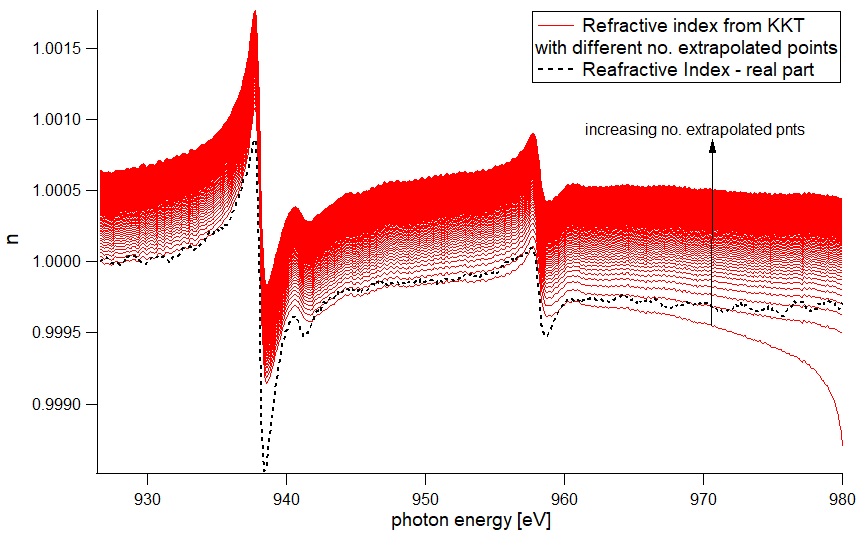 Refractive index from KKT
with different no. extrapolated points
Reafractive Index - real part
increasing no. extrapolated pnts
1.0015
1.0010
1.0005
1.0000
0.9995
0.9990
n
930
940
950
960
970
980
photon energy [eV]